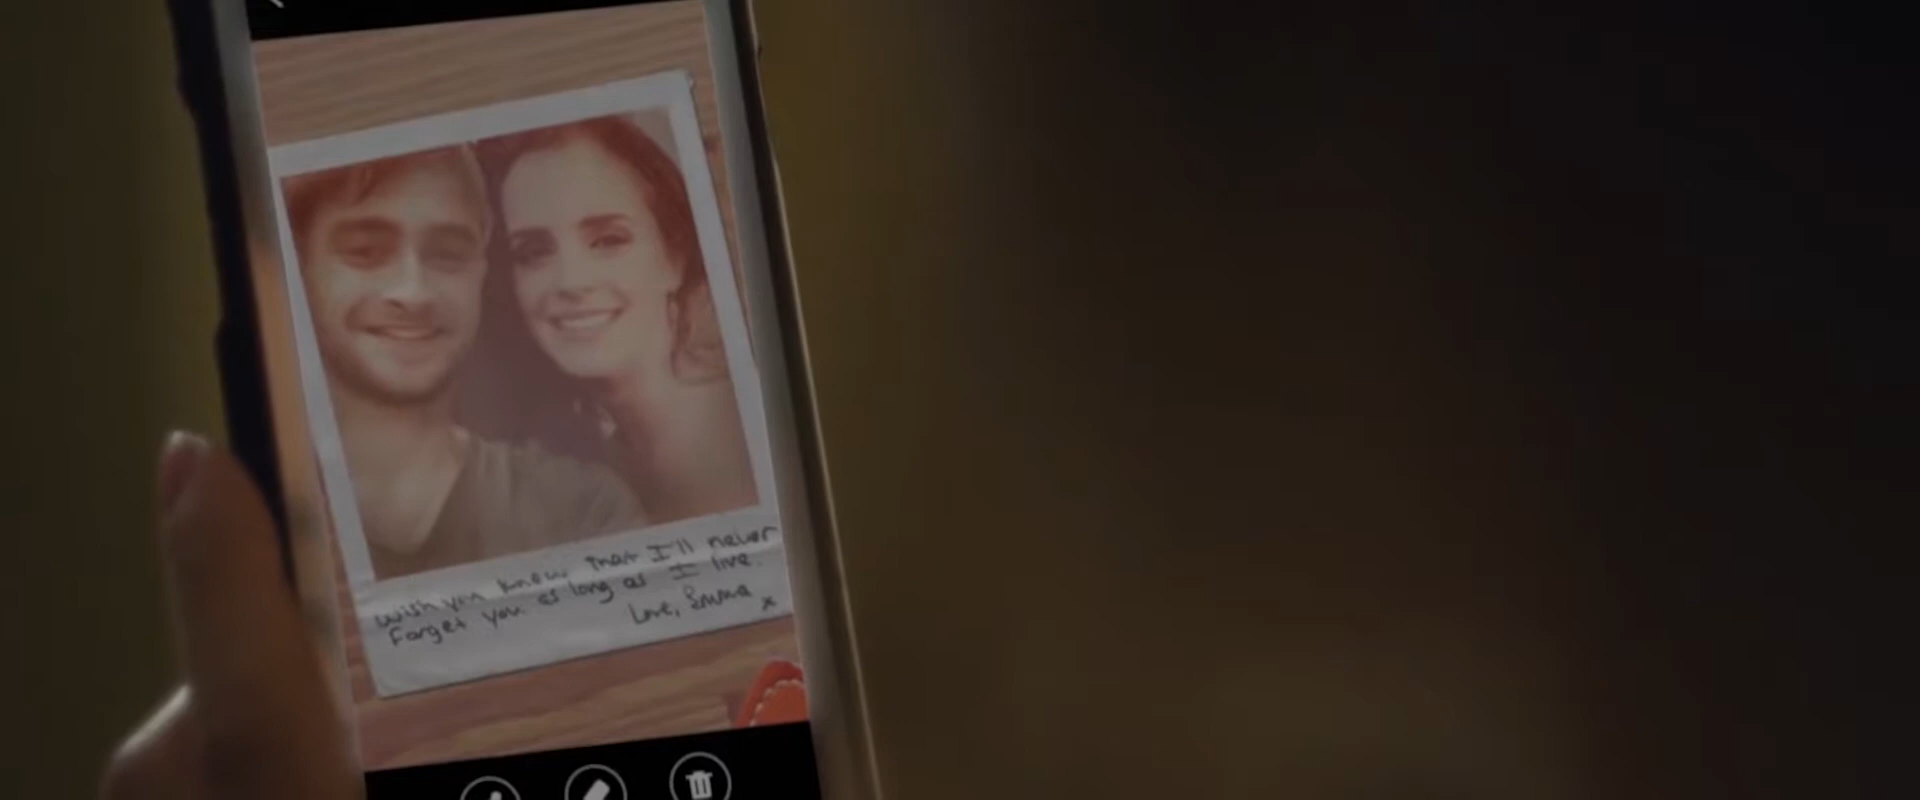 Wish you knew that I'll never
Forget you as long as I live.
Love, Emma
x